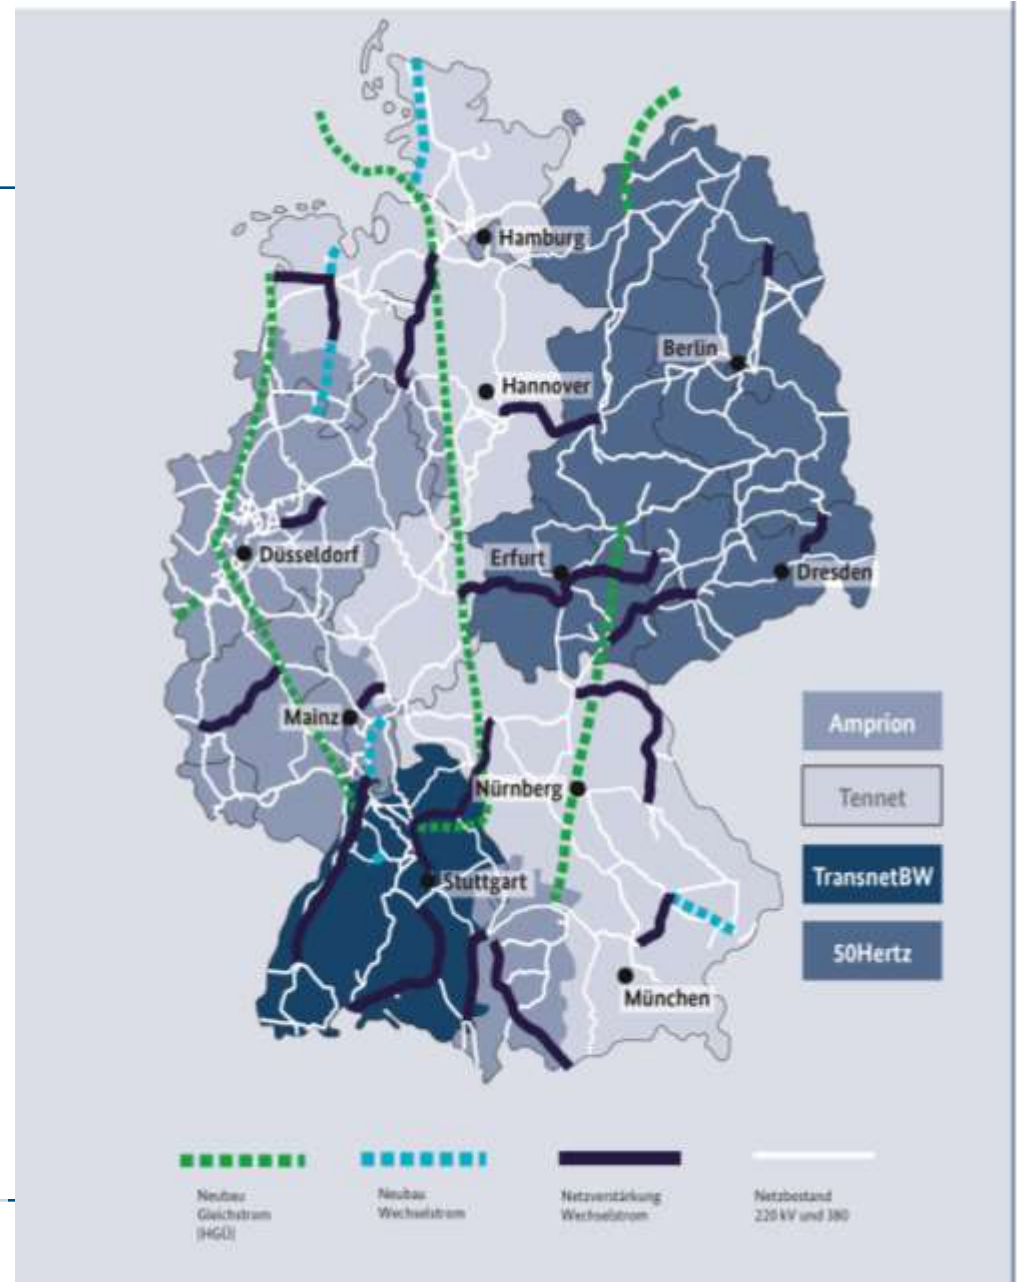 Hamburg
Berlin
Hannover
Düsseldorf
Erfurt
Dresden
Mainz
Amprion
Nürnberg
Tennet
TransnetBW
Stuttgart
50Hertz
München
Neubau
Gleichstrom
(HGÜ)
Neubau
Wechselstrom
Netzverstärkung
Wechselstrom
Netzbestand
220 kV und 380